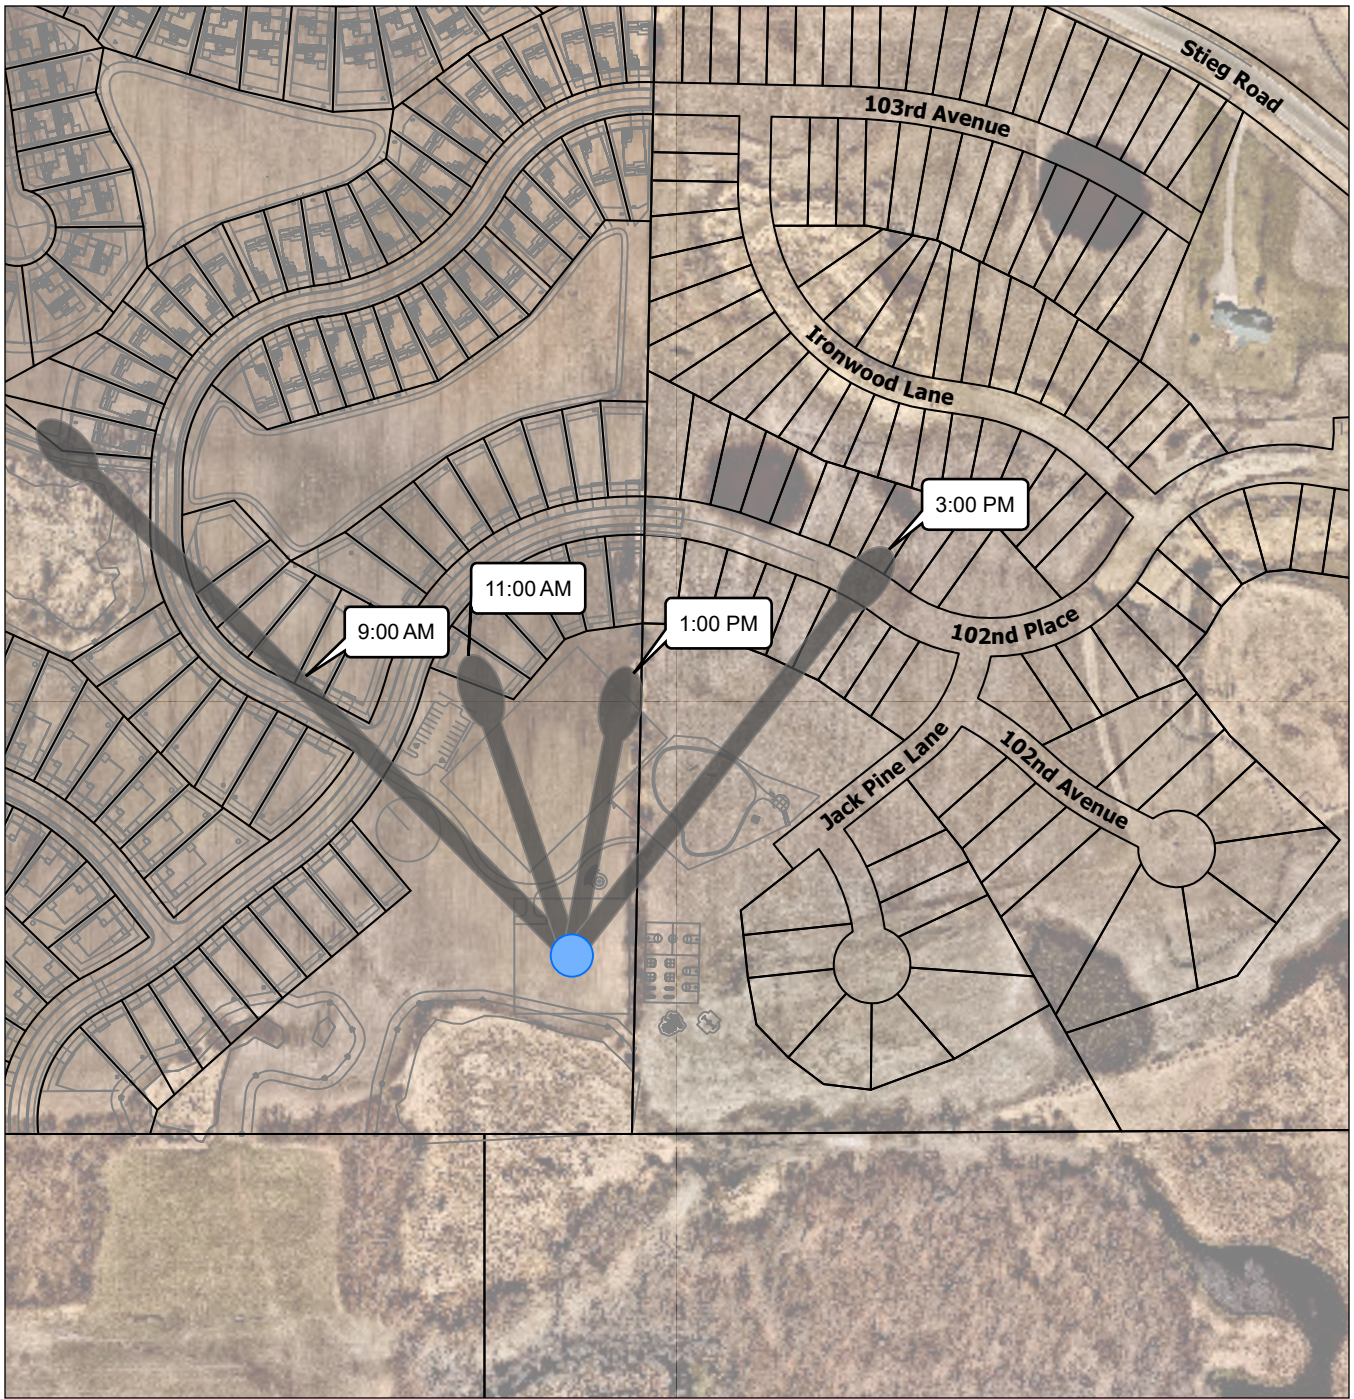 Stieg Road
103rd Avenue
Ironwood Lane
3:00 PM
11:00 AM
9:00 AM
1:00 PM
102nd Place
Jack Pine Lane
102nd Avenue